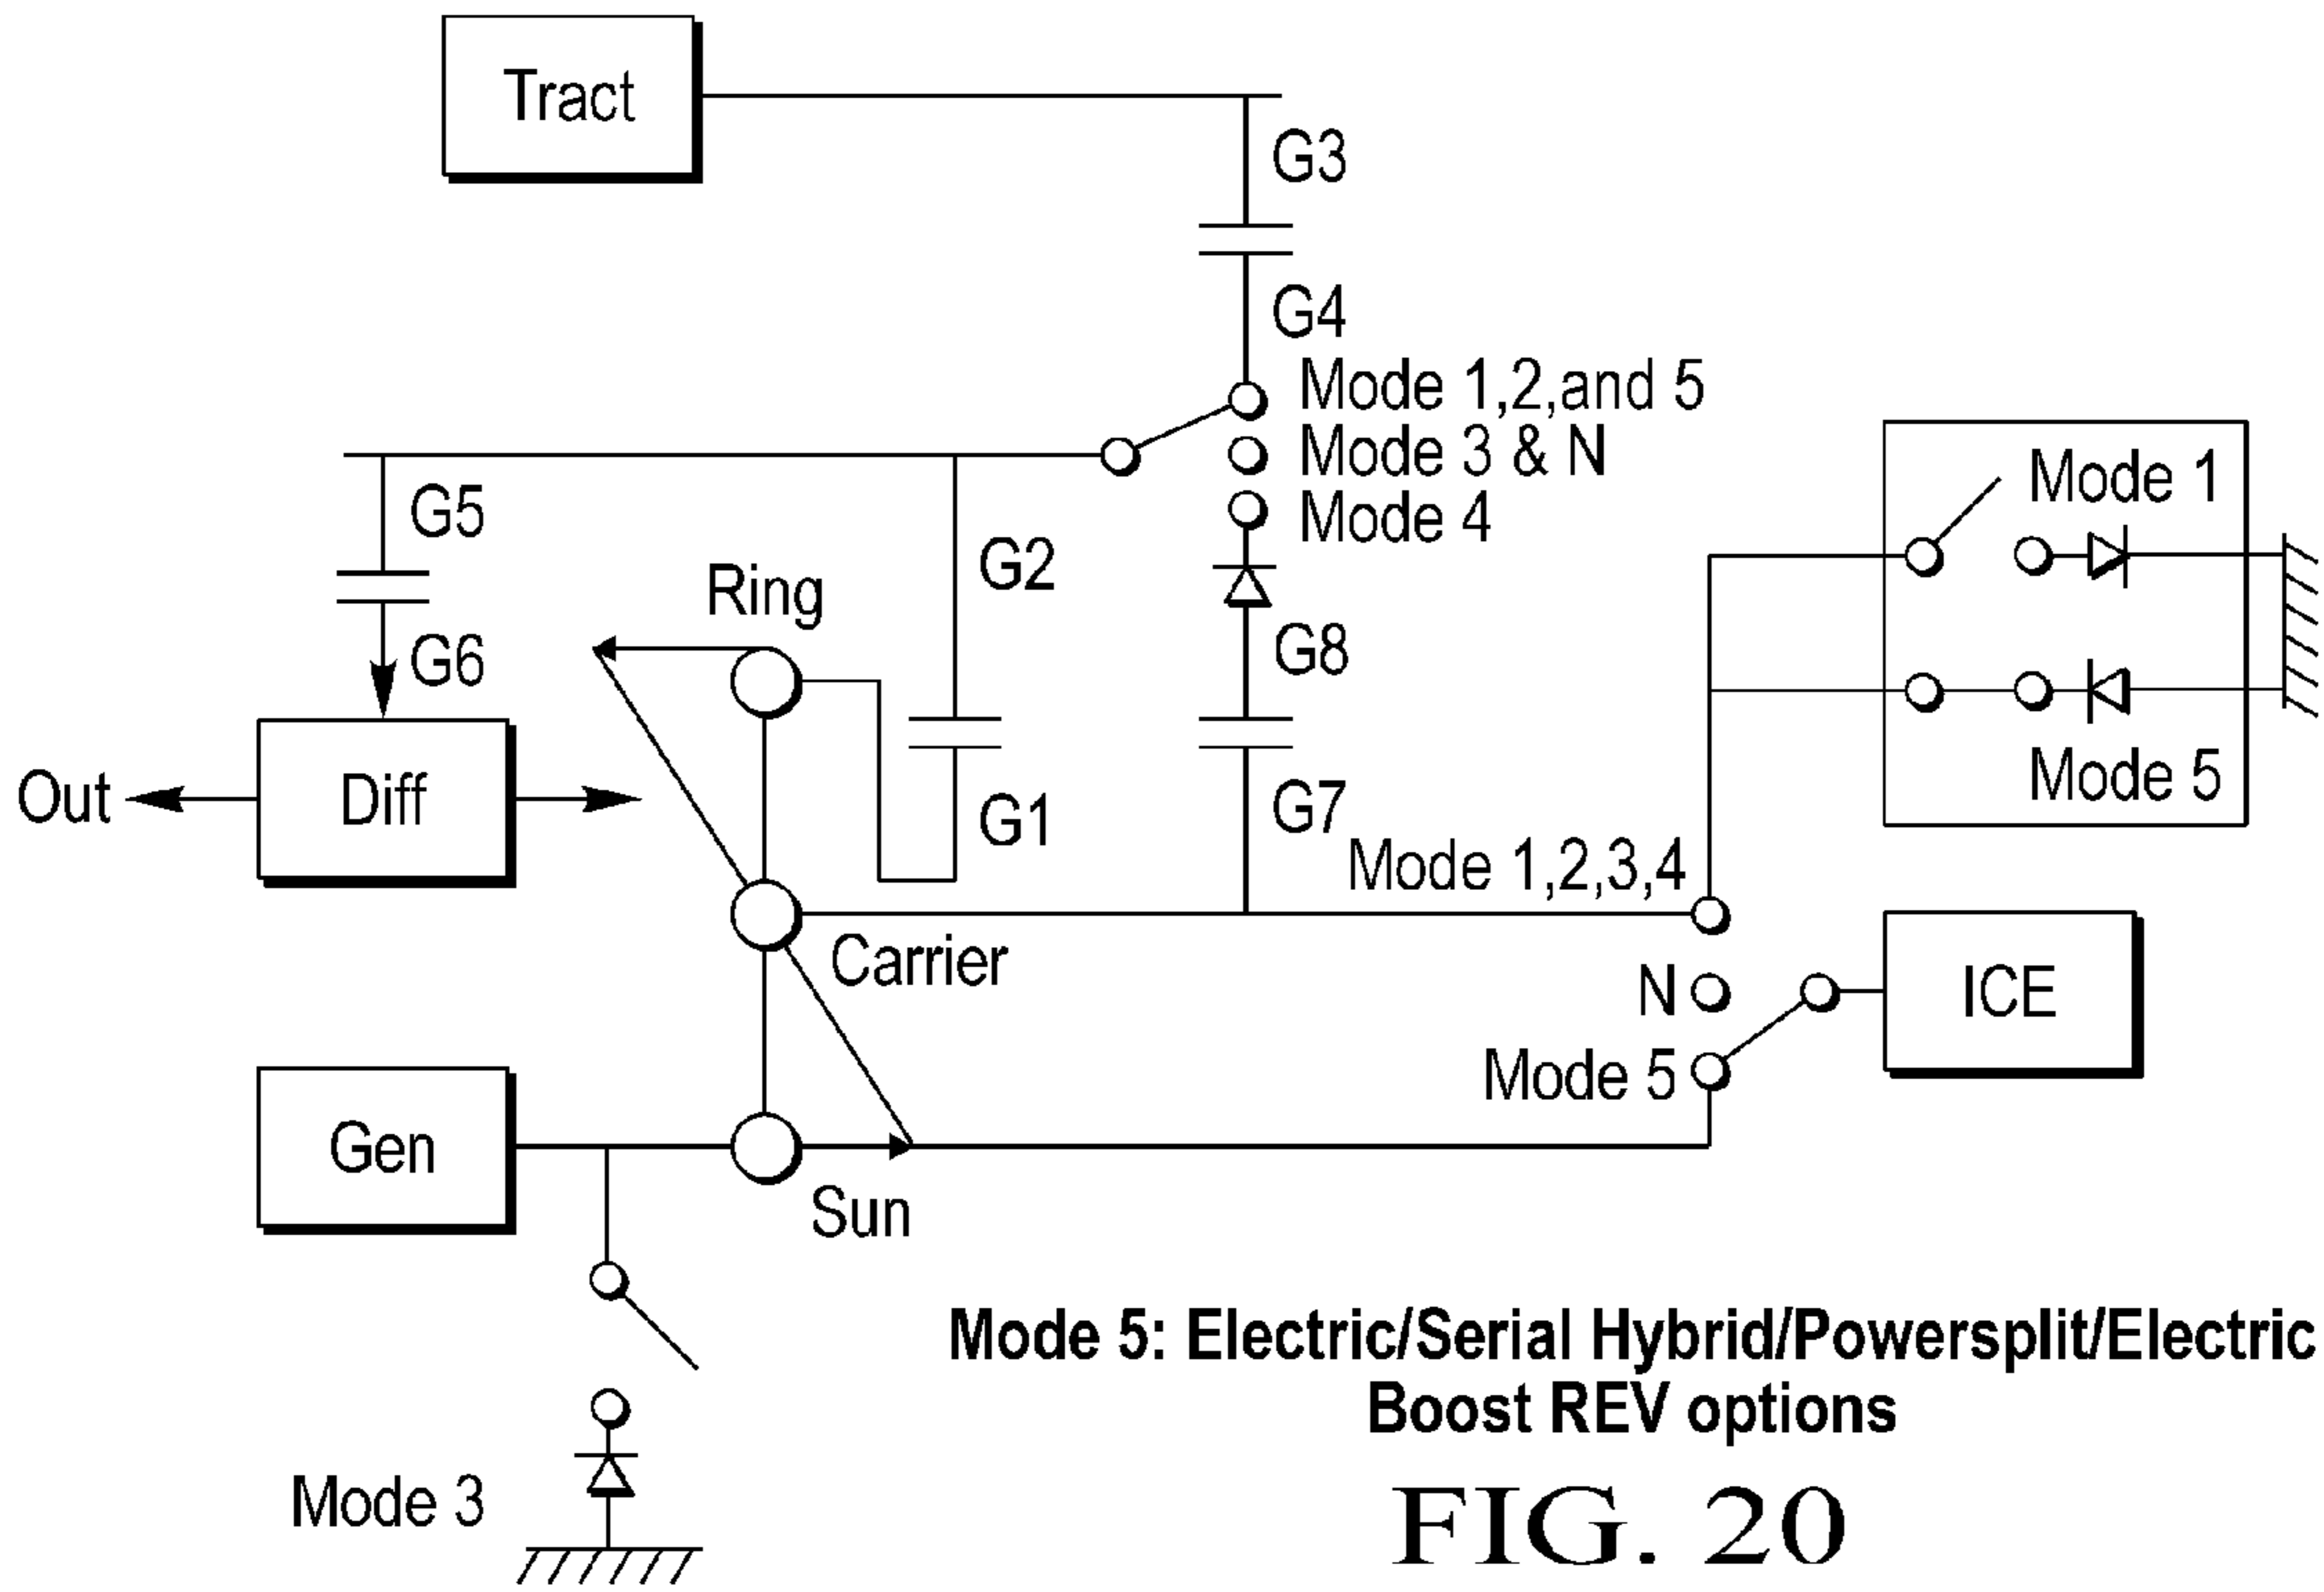 Tract
G3
G4
Mode 1,2,and 5
Mode 3 & N
Mode 4
Mode 1
G5
G2
Ring
G6
G8
Mode 5
Out
Diff
G1
G7
Mode 1,2,3,4
Carrier
N
ICE
Mode 5
Gen
Sun
Mode 5: Electric/Serial Hybrid/Powersplit/Electric
Boost REV options
Mode 3
FIG. 20